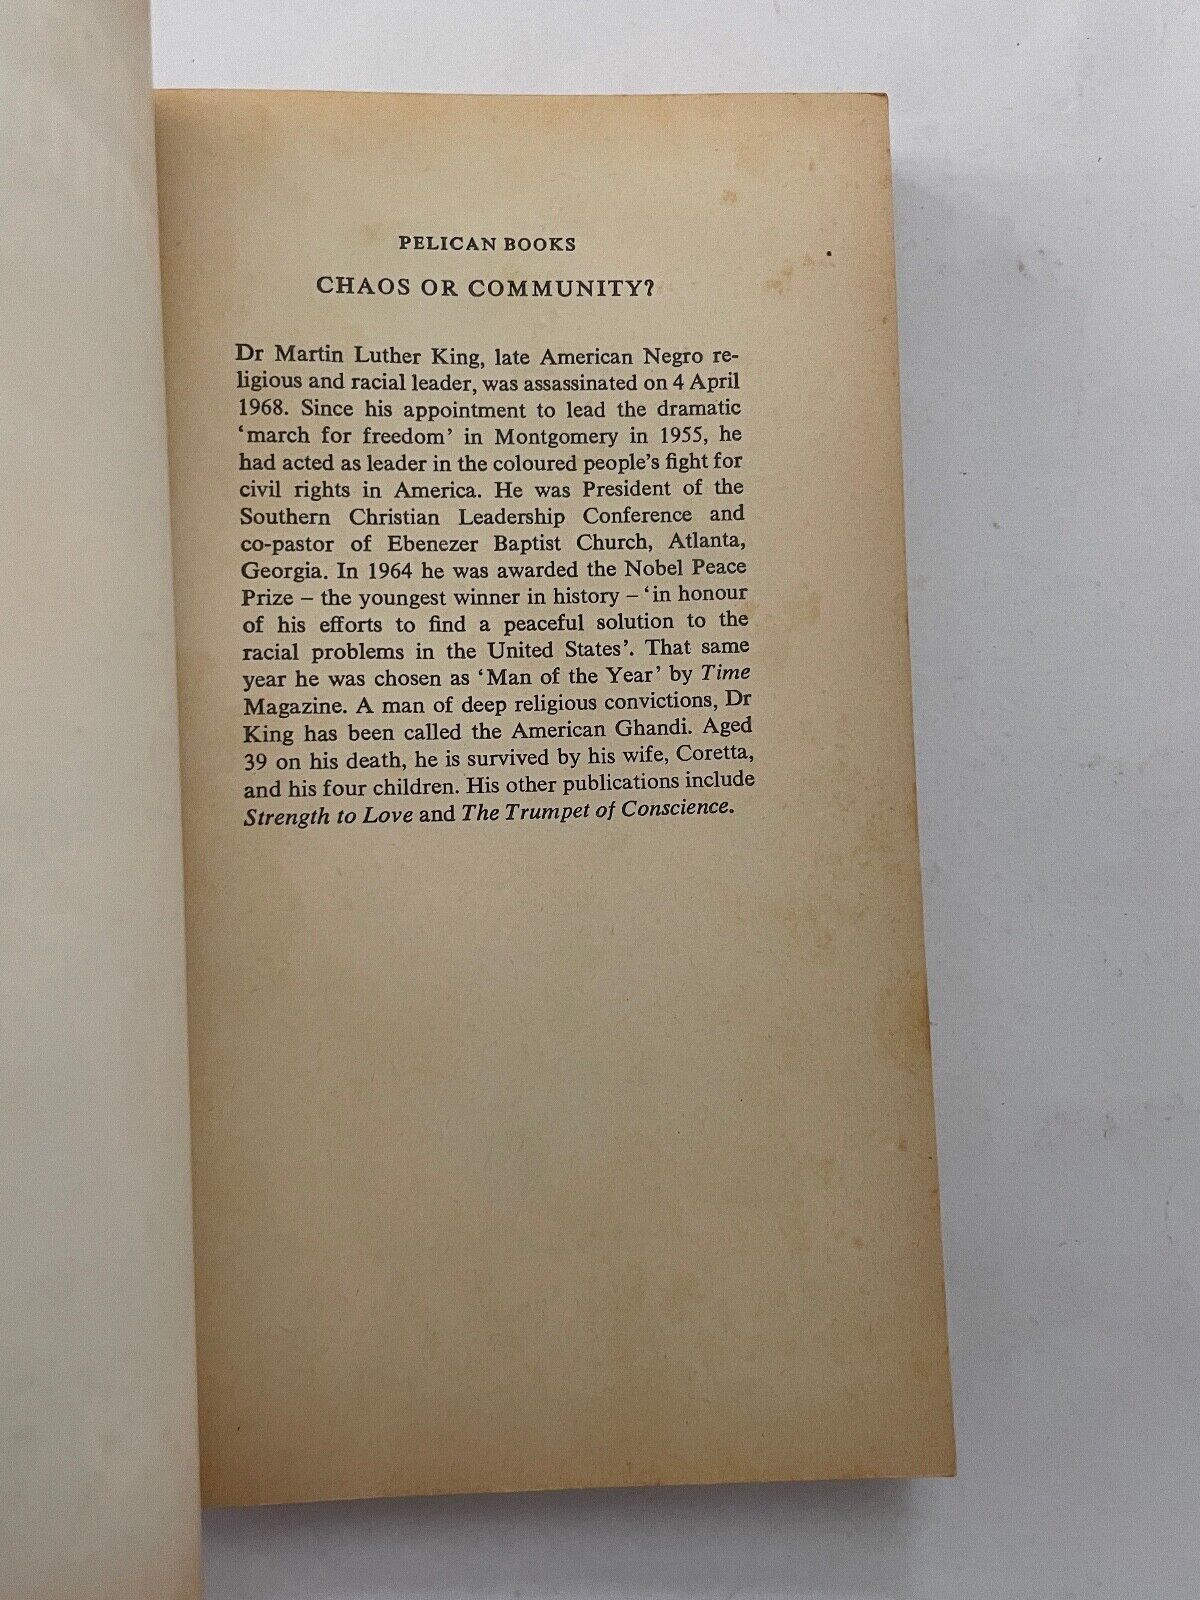 PELICAN BOOKS
CHAOS OR COMMUNITY?
Dr Martin Luther King, late American Negro re-
ligious and racial leader, was assassinated on 4 April
1968. Since his appointment to lead the dramatic
‘march for freedom’ in Montgomery in 1955, he
had acted as leader in the coloured people's fight for
civil rights in America. He was President of the
Southern Christian Leadership Conference and
co-pastor of Ebenezer Baptist Church, Atlanta,
Georgia. In 1964 he was awarded the Nobel Peace
Prize – the youngest winner in history – ‘in honour
of his efforts to find a peaceful solution to the
racial problems in the United States’. That same
year he was chosen as ‘Man of the Year’ by Time
Magazine. A man of deep religious convictions, Dr
King has been called the American Ghandi. Aged
39 on his death, he is survived by his wife, Coretta,
and his four children. His other publications include
Strength to Love and The Trumpet of Conscience.